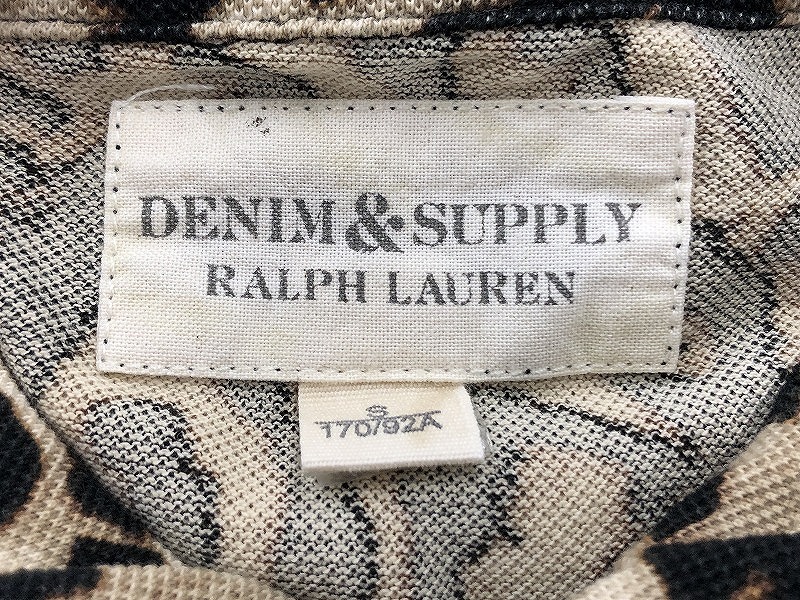 DENIM & SUPPLY
RALPH LAUREN
S
170/92A